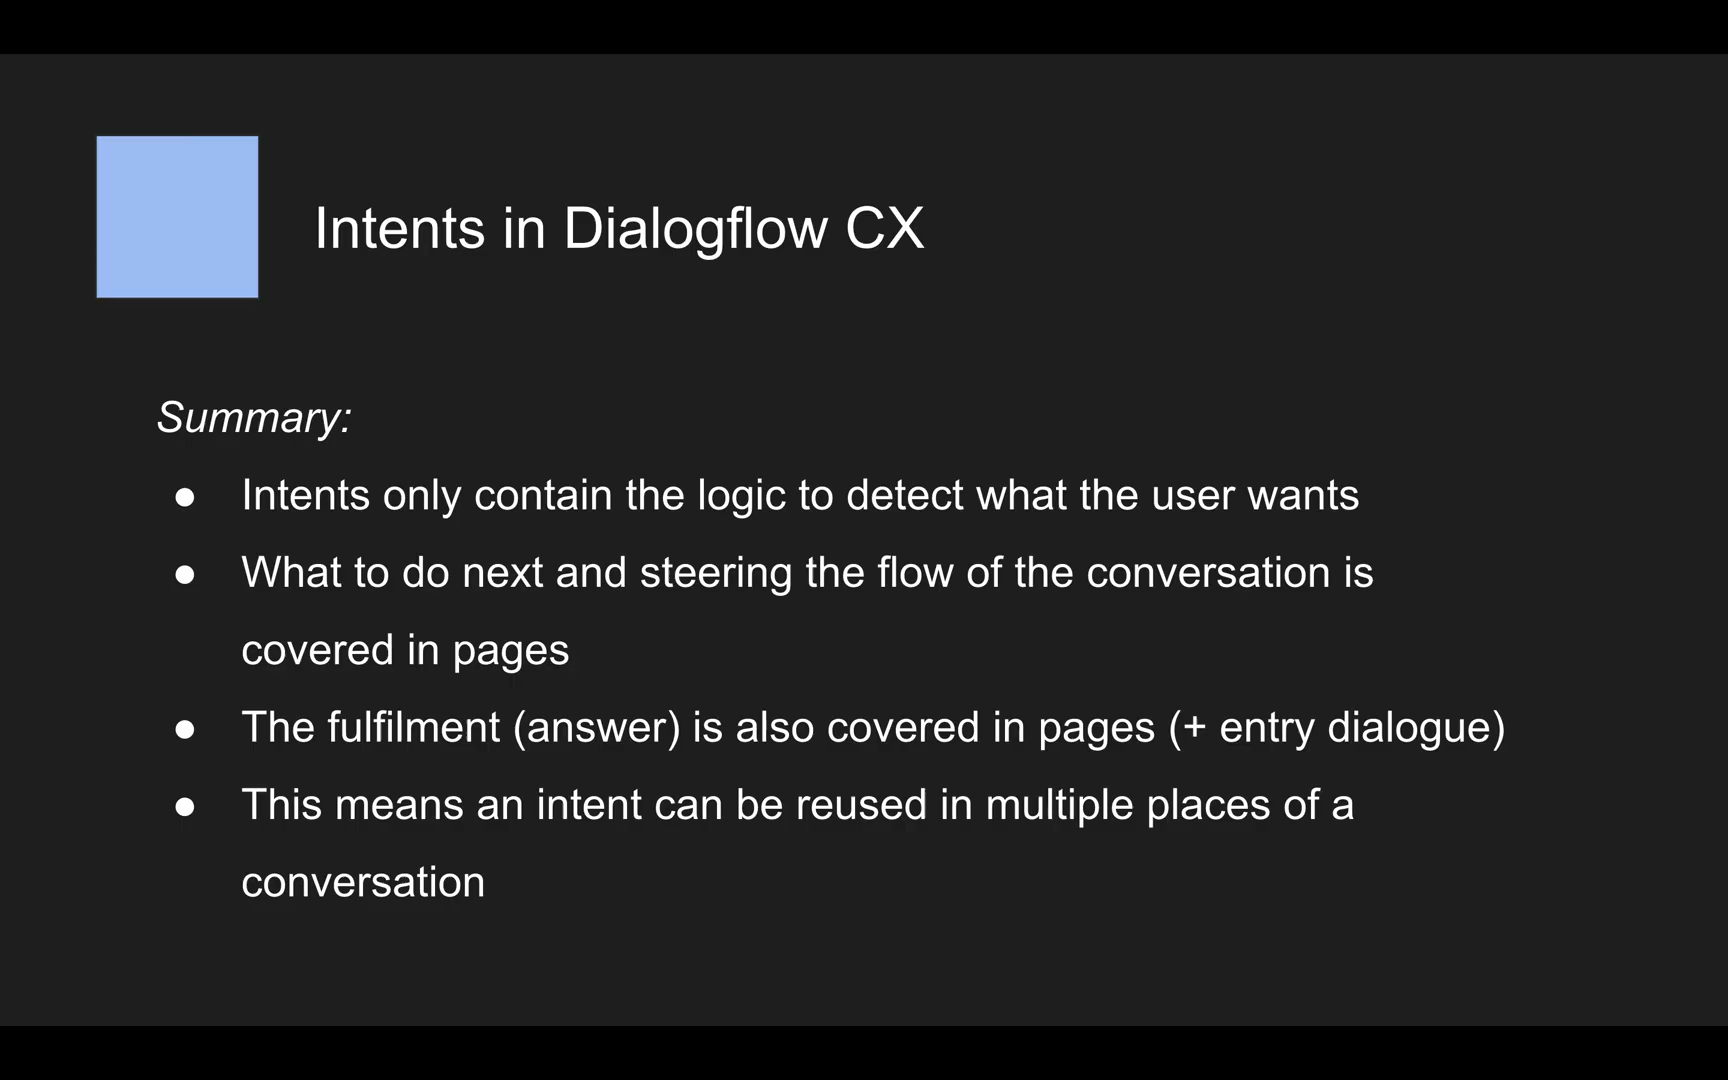 Intents in Dialogflow CX
Summary:
● Intents only contain the logic to detect what the user wants
● What to do next and steering the flow of the conversation is
covered in pages
● The fulfilment (answer) is also covered in pages (+ entry dialogue)
● This means an intent can be reused in multiple places of a
conversation